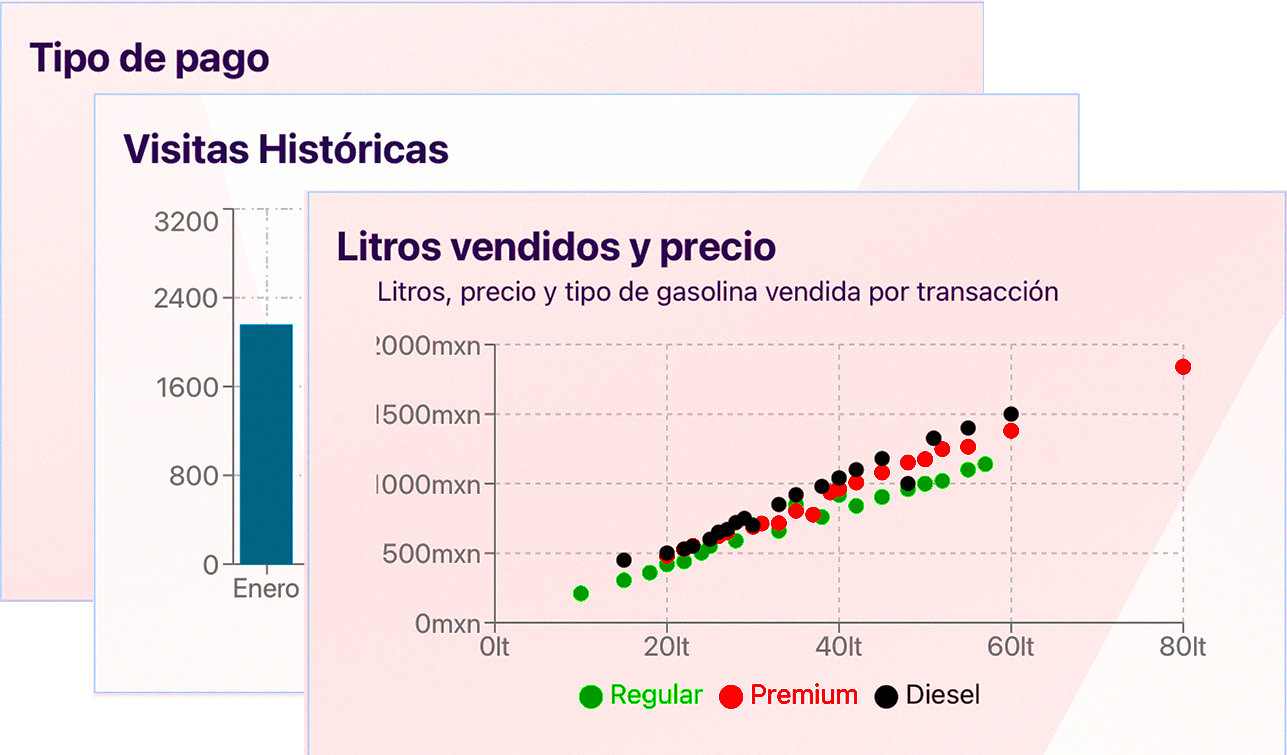 Tipo de pago
Visitas Históricas
3200
2400
1600
800
0
Enero
Litros vendidos y precio
Litros, precio y tipo de gasolina vendida por transacción
2000mxn
1500mxn
1000mxn
500mxn
0mxn
0lt 20lt 40lt 60lt 80lt
Regular Premium Diesel